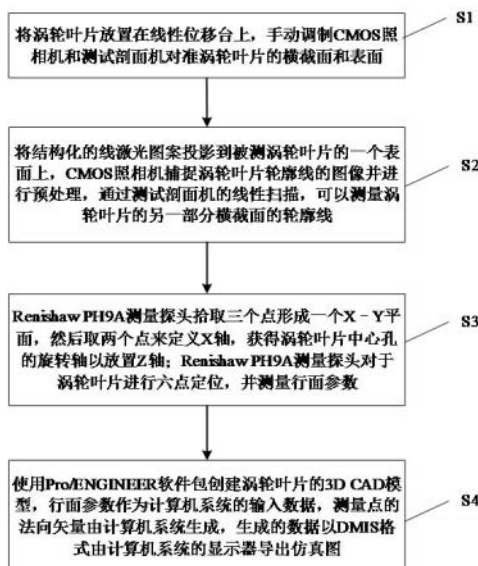 S1
将涡轮叶片放置在线性位移台上，手动调制CMOS照
相机和测试剖面机对准涡轮叶片的横截面和表面
S2
将结构化的线激光图案投影到被测涡轮叶片的一个表
面上，CMOS照相机捕捉涡轮叶片轮廓线的图像并进
行预处理，通过测试剖面机的线性扫描，可以测量涡
轮叶片的另一部分横截面的轮廓线
S3
Renishaw PH9A测量探头拾取三个点形成一个X－Y平
面，然后取两个点来定义X轴，获得涡轮叶片中心孔
的旋转轴以放置Z轴；Renishaw PH9A测量探头对于
涡轮叶片进行六点定位，并测量行面参数
S4
使用Pro/ENGINEER软件包创建涡轮叶片的3D CAD模
型，行面参数作为计算机系统的输入数据，测量点的
法向矢量由计算机系统生成，生成的数据以DMIS格
式由计算机系统的显示器导出仿真图